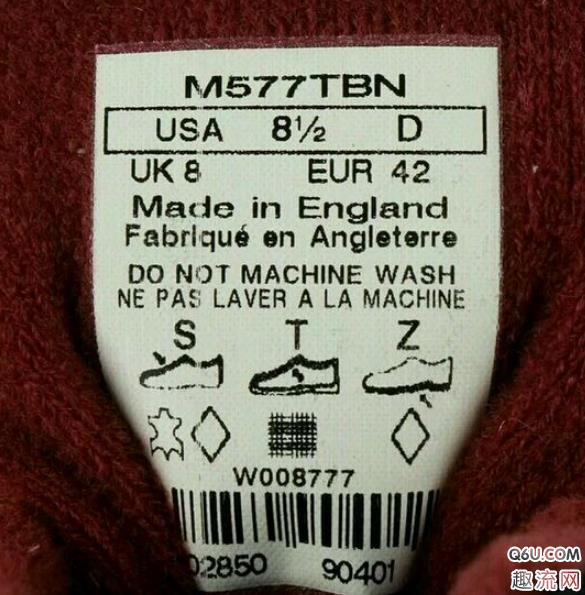 M577TBN
USA 8½ D
UK 8 EUR 42
Made in England
Fabriqué en Angleterre
DO NOT MACHINE WASH
NE PAS LAVER A LA MACHINE
S T Z
W008777
02850 90401
Q6U.COM
趣流网